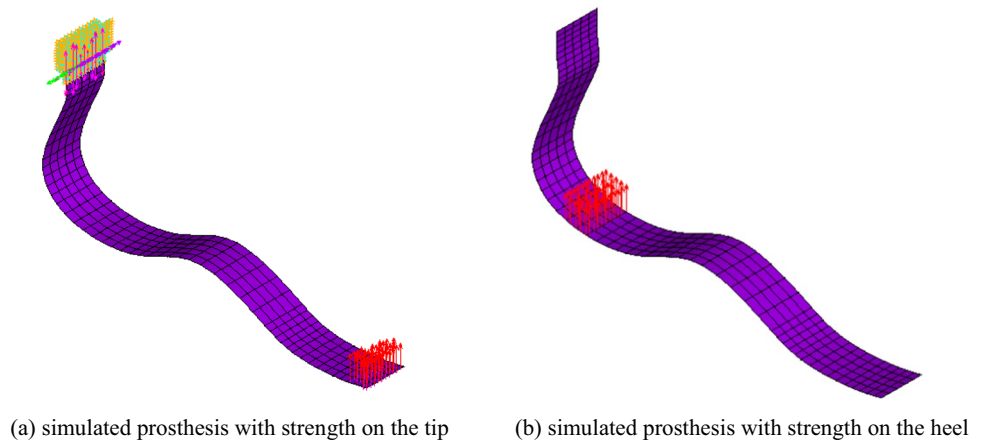 (a) simulated prosthesis with strength on the tip
(b) simulated prosthesis with strength on the heel